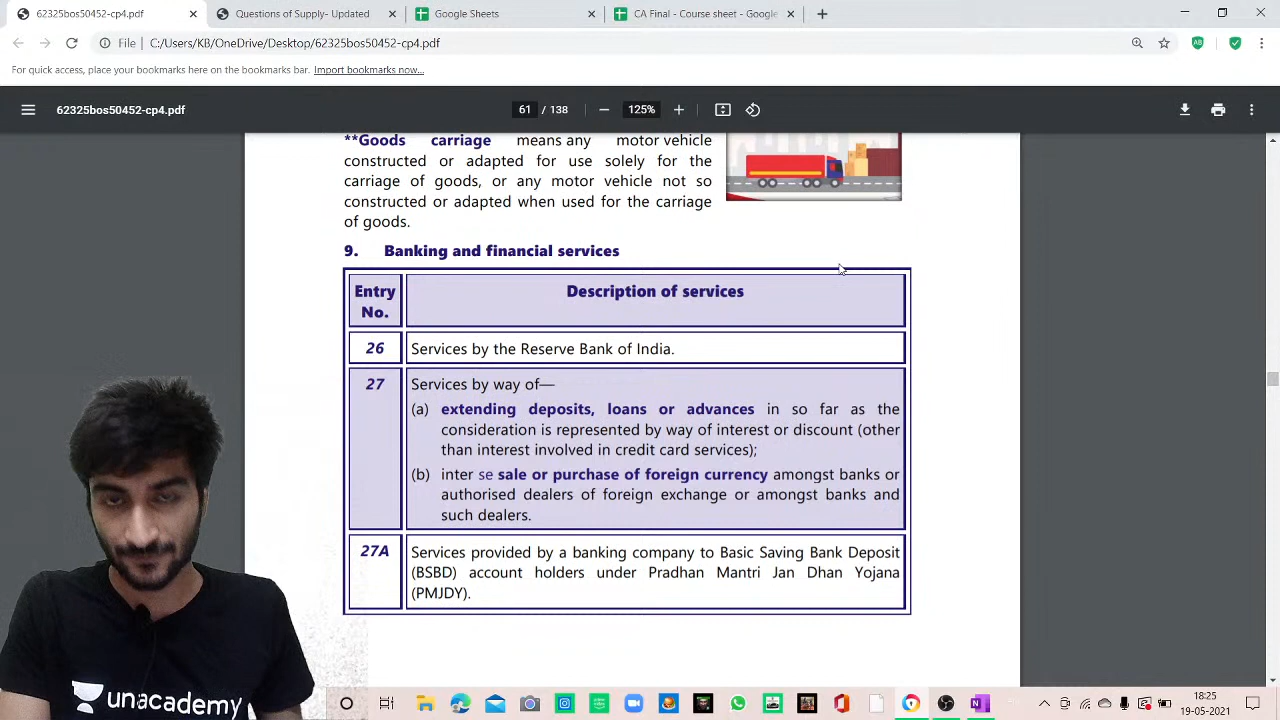 62325bos50452-cp4.pdf
Questions of Supply- Updated
Google Sheets
CA Final - Course sheet - Google
File | C:/Users/KB/OneDrive/Desktop/62325bos50452-cp4.pdf
For quick access, place your bookmarks here on the bookmarks bar. Import bookmarks now...
62325bos50452-cp4.pdf
61 / 138
125%
**Goods carriage means any motor vehicle
constructed or adapted for use solely for the
carriage of goods, or any motor vehicle not so
constructed or adapted when used for the carriage
of goods.
9. Banking and financial services
Entry No.
Description of services
26
Services by the Reserve Bank of India.
27
Services by way of—
(a) extending deposits, loans or advances in so far as the
consideration is represented by way of interest or discount (other
than interest involved in credit card services);
(b) inter se sale or purchase of foreign currency amongst banks or
authorised dealers of foreign exchange or amongst banks and
such dealers.
27A
Services provided by a banking company to Basic Saving Bank Deposit
(BSBD) account holders under Pradhan Mantri Jan Dhan Yojana
(PMJDY).
unacademy
18:25
19-05-2021